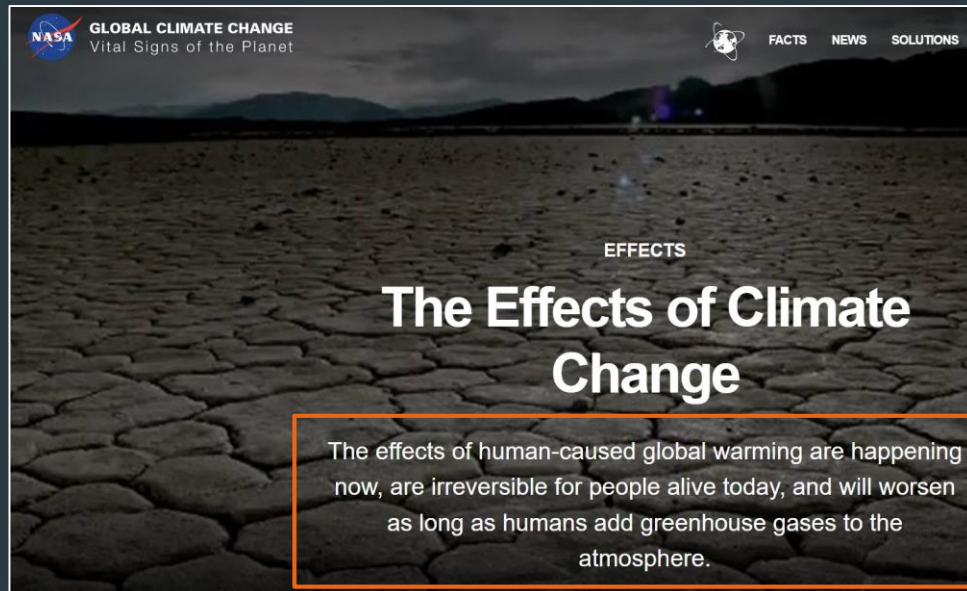 NASA
GLOBAL CLIMATE CHANGE
Vital Signs of the Planet
FACTS NEWS SOLUTIONS
EFFECTS
The Effects of Climate
Change
The effects of human-caused global warming are happening
now, are irreversible for people alive today, and will worsen
as long as humans add greenhouse gases to the
atmosphere.